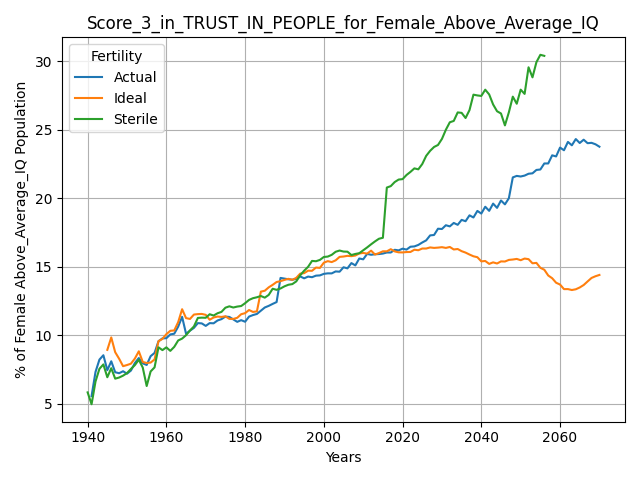 Score_3_in_TRUST_IN_PEOPLE_for_Female_Above_Average_IQ
% of Female Above_Average_IQ Population
30
25
20
15
10
5
Fertility
Actual
Ideal
Sterile
1940 1960 1980 2000 2020 2040 2060
Years